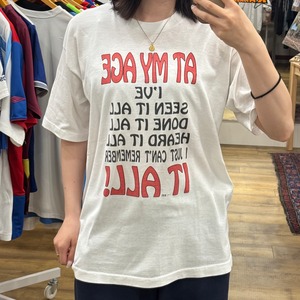 AT MY AGE
I'VE
SEEN IT ALL
DONE IT ALL
HEARD IT ALL
I JUST CAN'T REMEMBER
IT ALL!